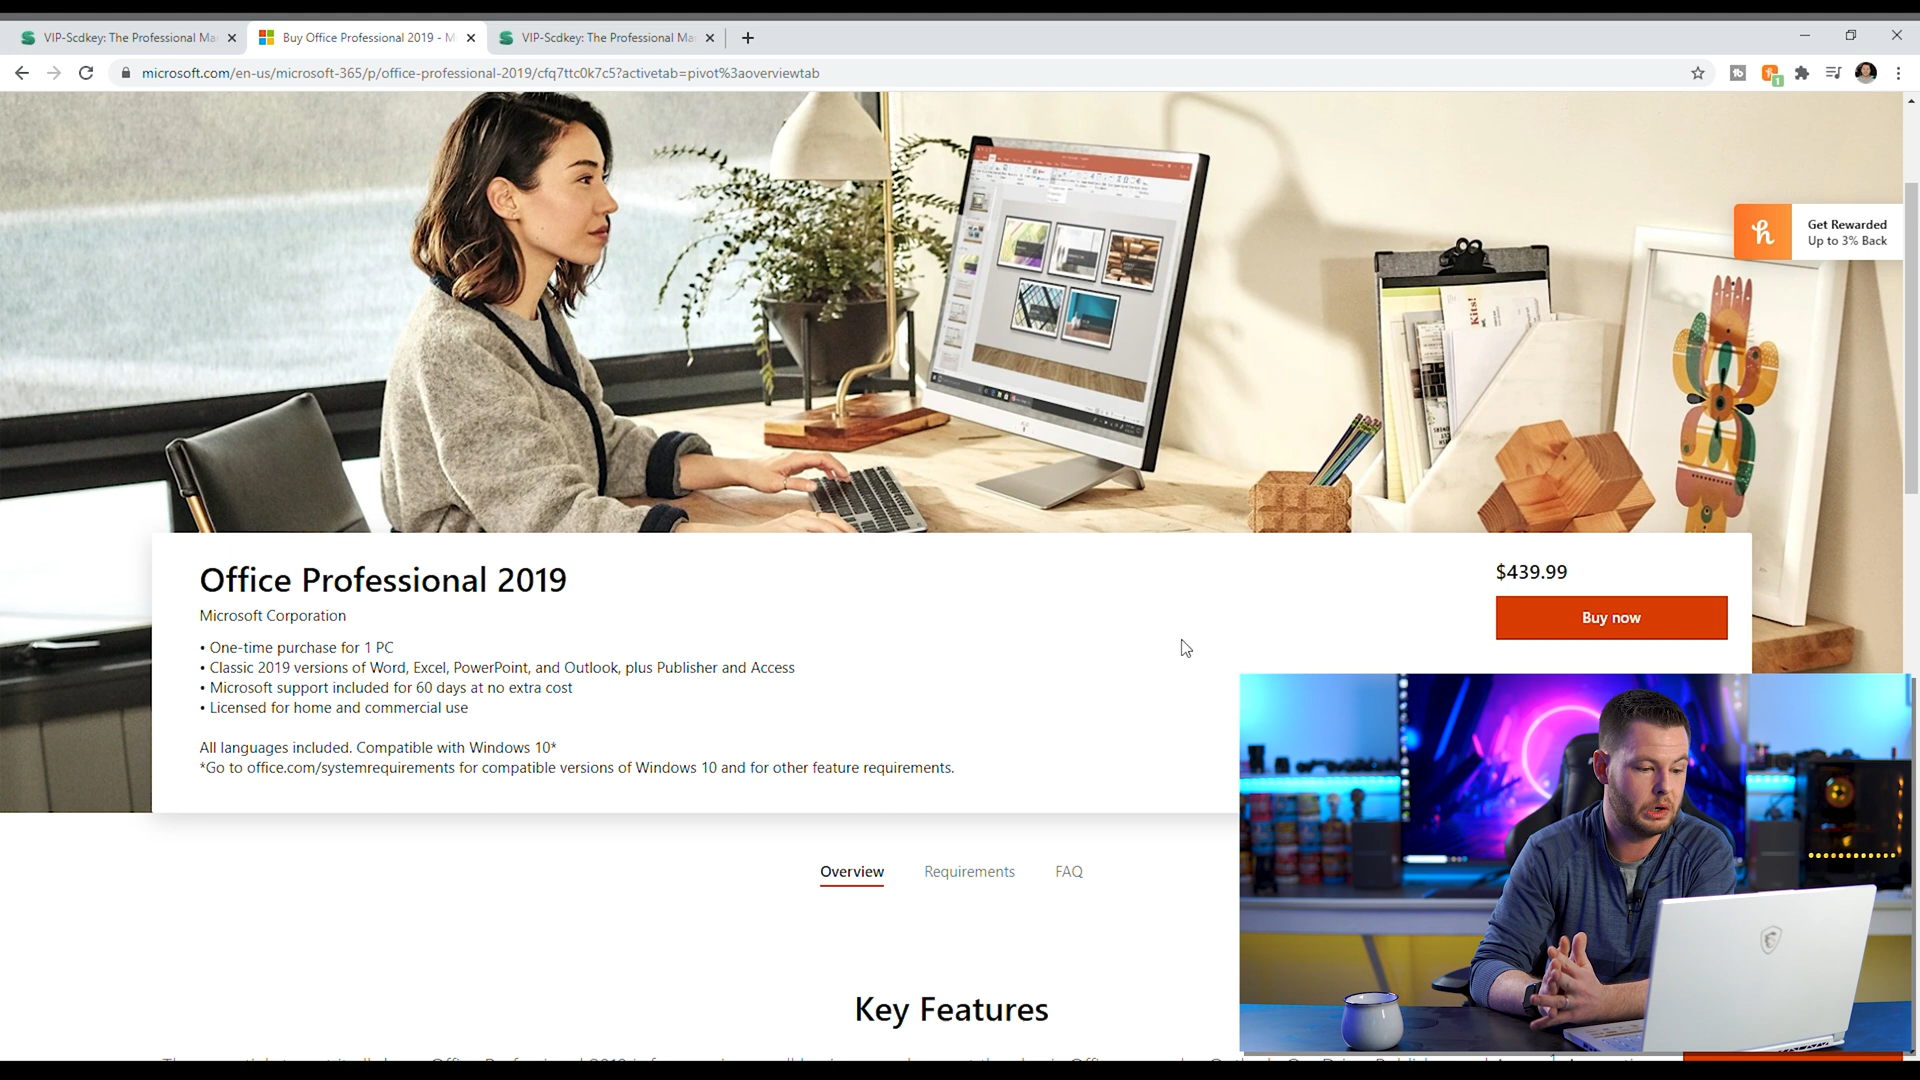 VIP-Scdkey: The Professional Ma
Buy Office Professional 2019 - M
VIP-Scdkey: The Professional Ma
microsoft.com/en-us/microsoft-365/p/office-professional-2019/cfq7ttc0k7c5?activetab=pivot%3aoverviewtab
1
Kits!
Get Rewarded
Up to 3% Back
Office Professional 2019
$439.99
Microsoft Corporation
Buy now
• One-time purchase for 1 PC
• Classic 2019 versions of Word, Excel, PowerPoint, and Outlook, plus Publisher and Access
• Microsoft support included for 60 days at no extra cost
• Licensed for home and commercial use
All languages included. Compatible with Windows 10*
*Go to office.com/systemrequirements for compatible versions of Windows 10 and for other feature requirements.
Overview
Requirements
FAQ
Key Features